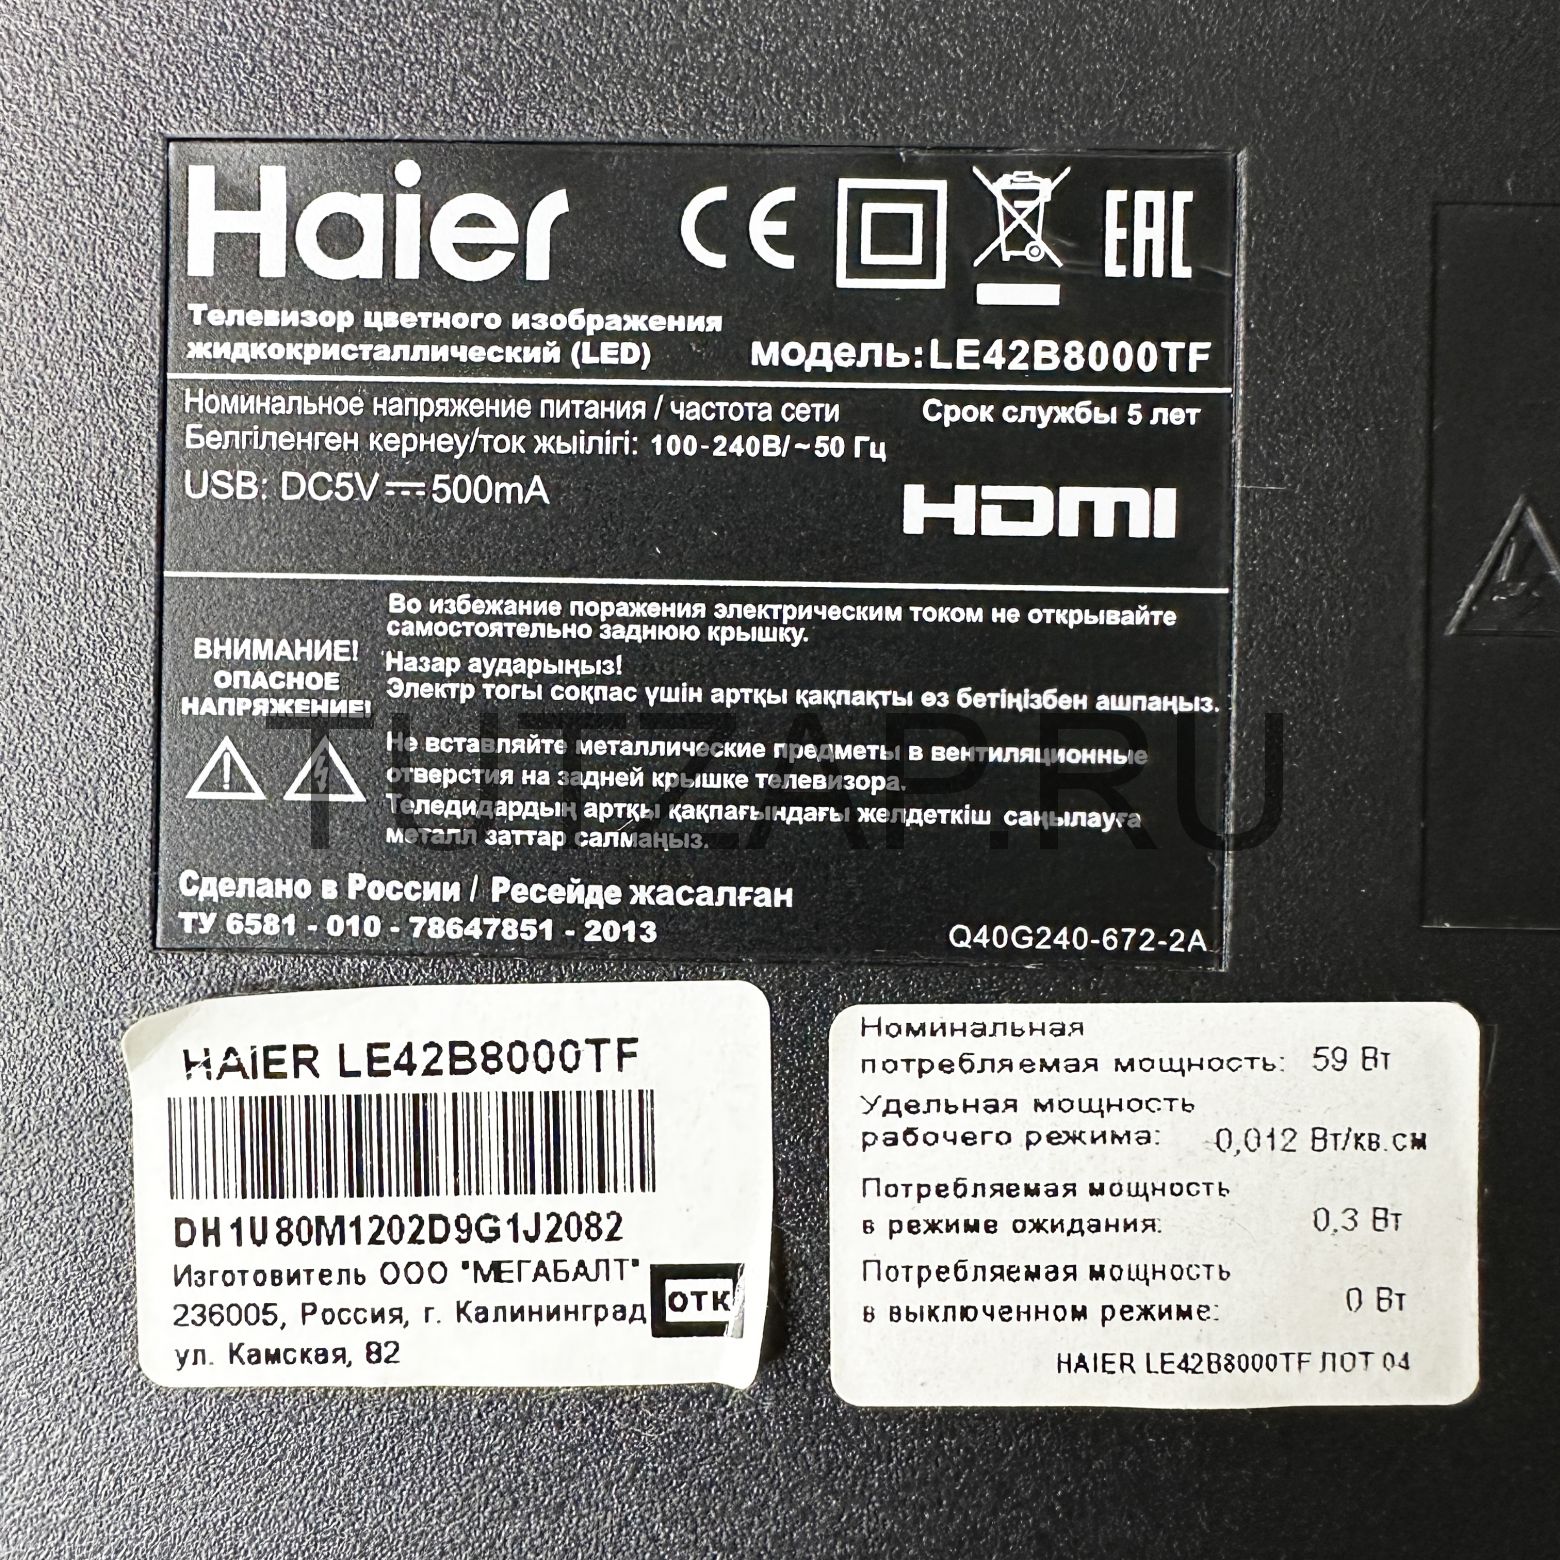 Haier CE EAC
Телевизор цветного изображения
жидкокристаллический (LED) модель:LE42B8000TF
Номинальное напряжение питания / частота сети Срок службы 5 лет
Белгіленген кернеу/ток жыілігі: 100-240В/~50 Гц
USB: DC5V⎓500mA
HDMI
Во избежание поражения электрическим током не открывайте
самостоятельно заднюю крышку.
ВНИМАНИЕ!
ОПАСНОЕ
НАПРЯЖЕНИЕ!
Назар аударыңыз!
Электр тогы соқпас үшін артқы қақпақты өз бетіңізбен ашпаңыз.
Не вставляйте металлические предметы в вентиляционные
отверстия на задней крышке телевизора.
Теледидардың артқы қақпағындағы желдеткіш саңылауға
металл заттар салмаңыз.
TUTZAP.RU
Сделано в России / Ресейде жасалған
ТУ 6581 - 010 - 78647851 - 2013
Q40G240-672-2A
HAIER LE42B8000TF
DH1U80M1202D9G1J2082
Изготовитель ООО "МЕГАБАЛТ"
236005, Россия, г. Калининград
ул. Камская, 82
ОТК
Номинальная
потребляемая мощность: 59 Вт
Удельная мощность
рабочего режима: 0,012 Вт/кв.см
Потребляемая мощность
в режиме ожидания: 0,3 Вт
Потребляемая мощность
в выключенном режиме: 0 Вт
HAIER LE42B8000TF ЛОТ 04